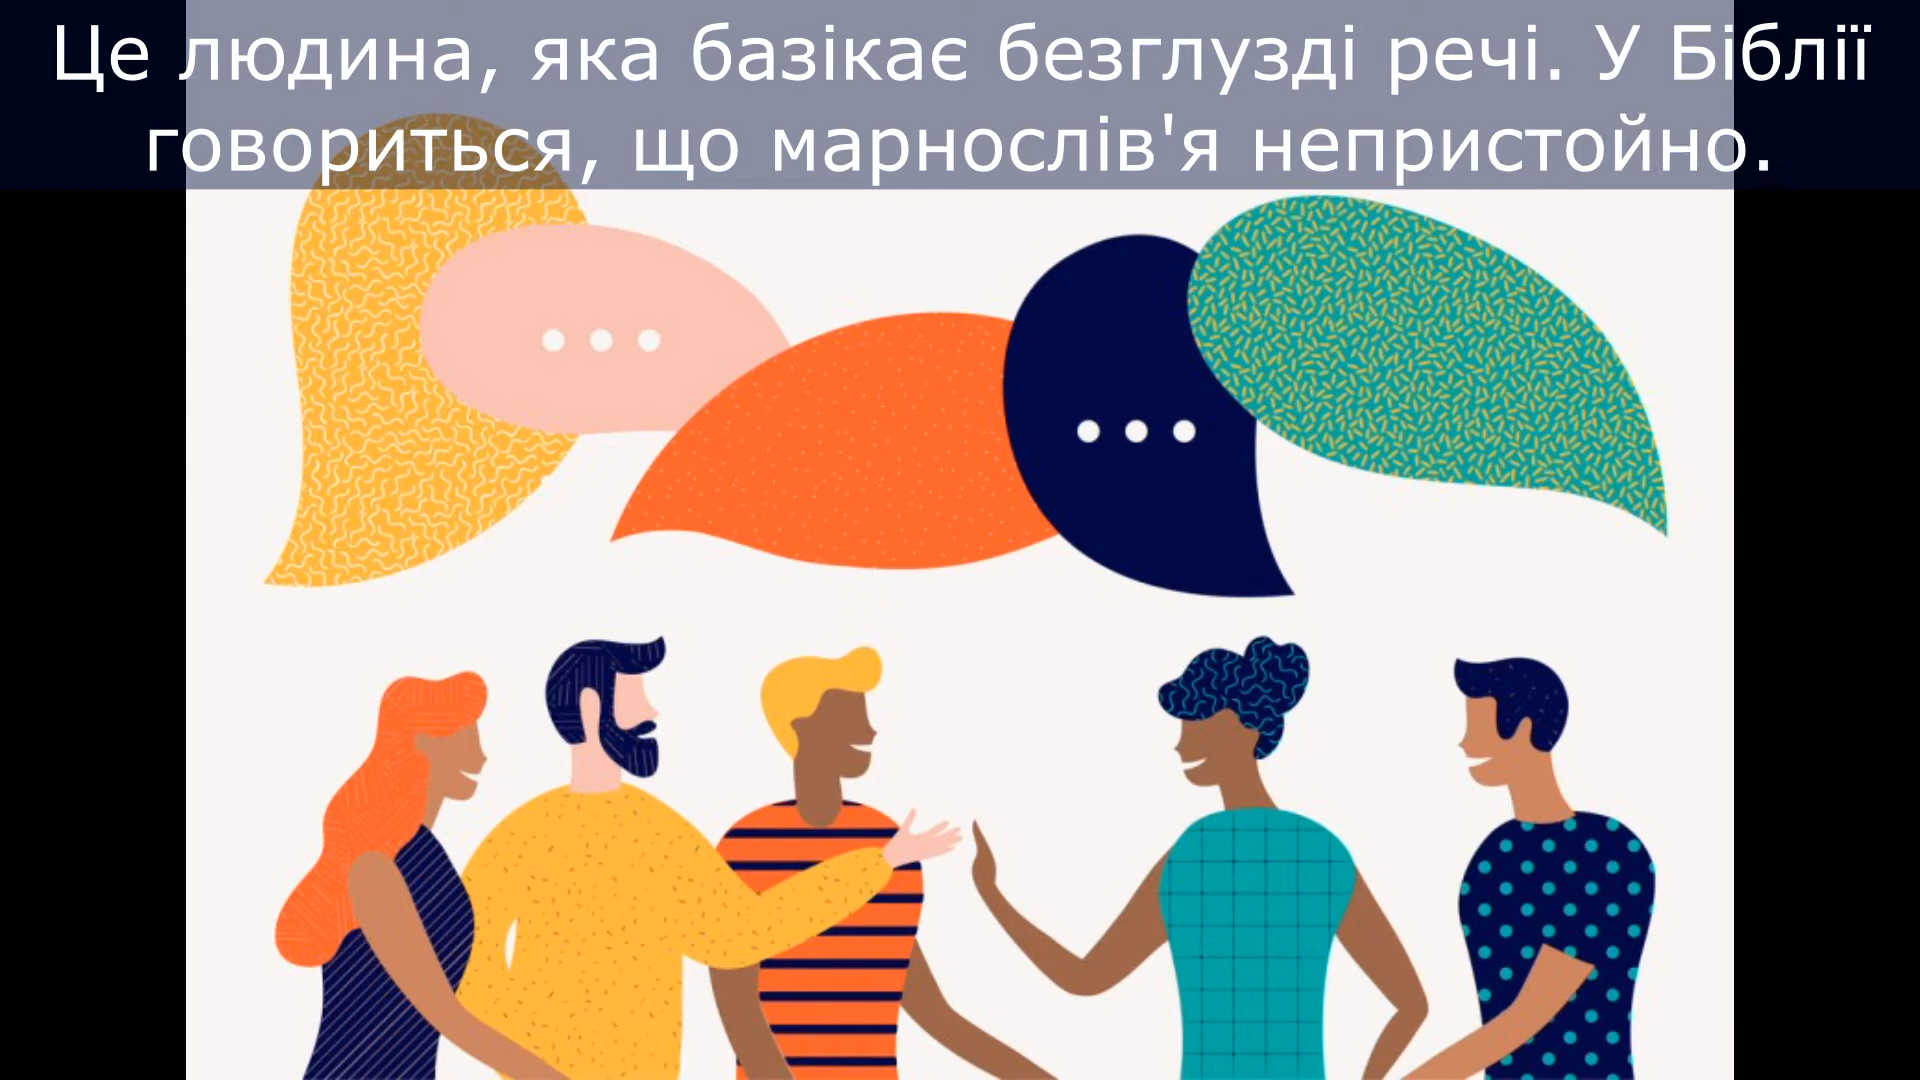 Це людина, яка базікає безглузді речі. У Біблії
говориться, що марнослів'я непристойно.